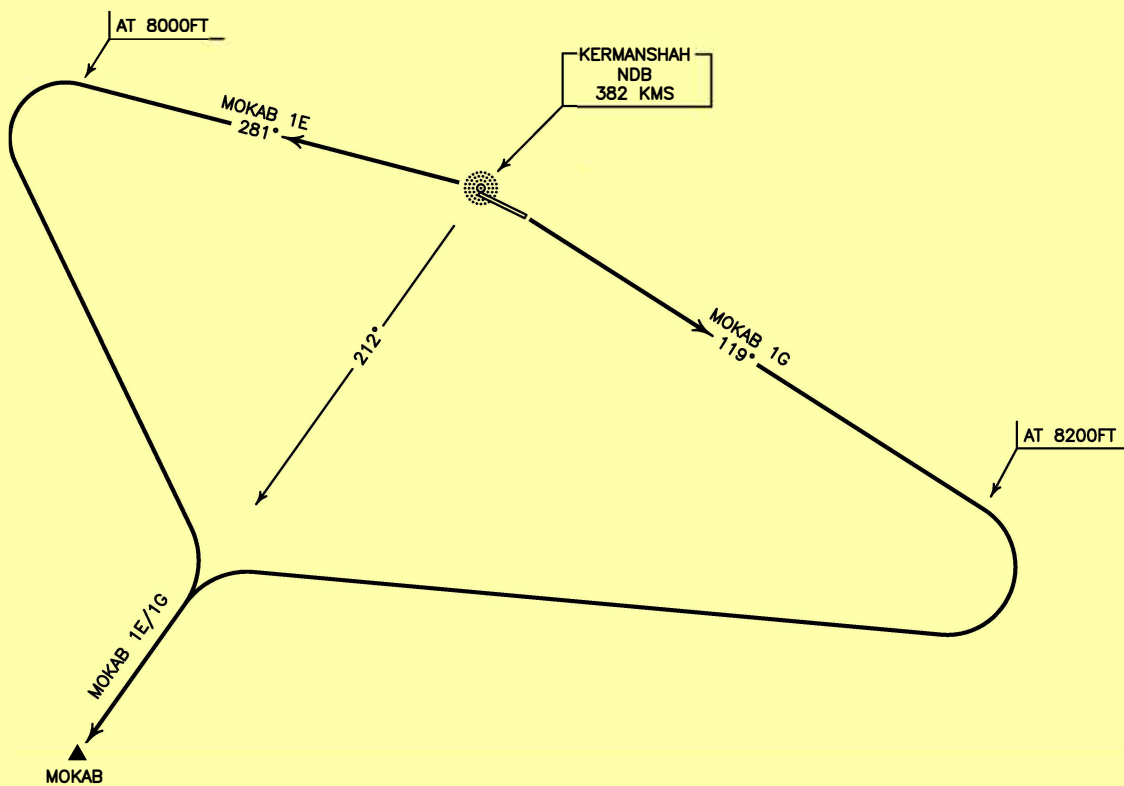 AT 8000FT
KERMANSHAH
NDB
382 KMS
MOKAB 1E
281°
212°
MOKAB 1G
119°
AT 8200FT
MOKAB 1E/1G
MOKAB